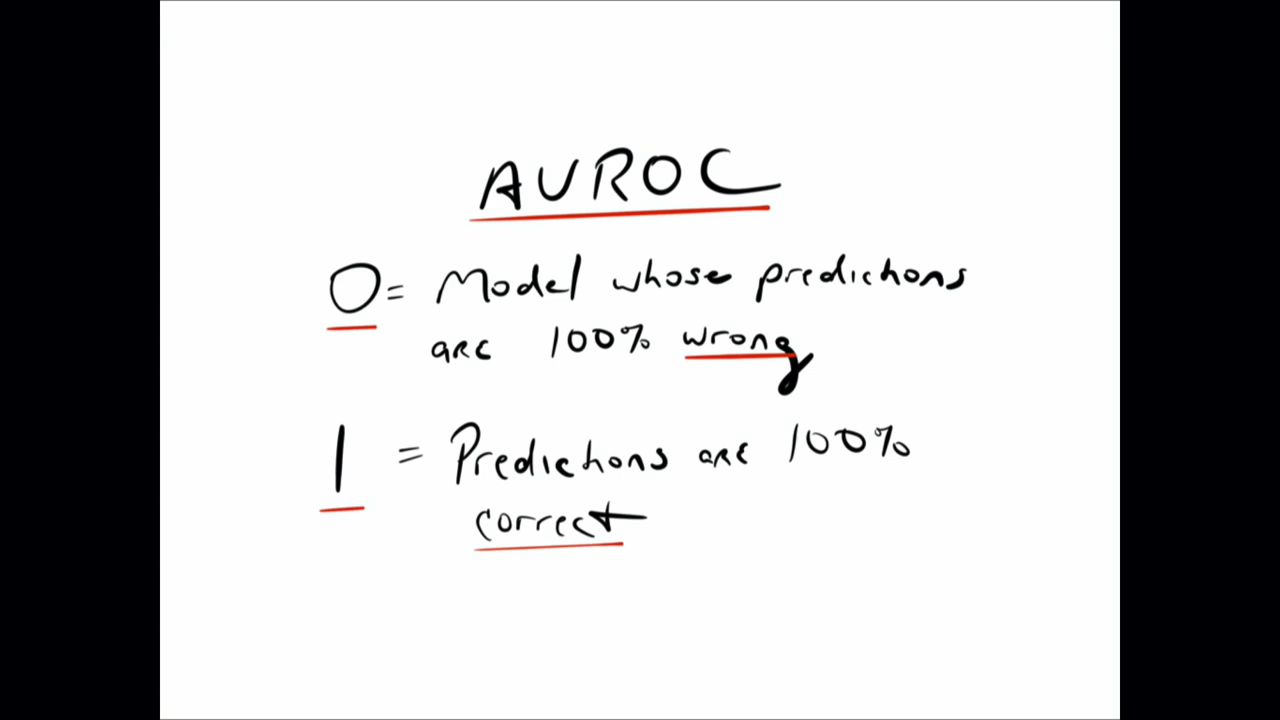 AUROC
0 = Model whose predictions
are 100% wrong
1 = Predictions are 100%
correct